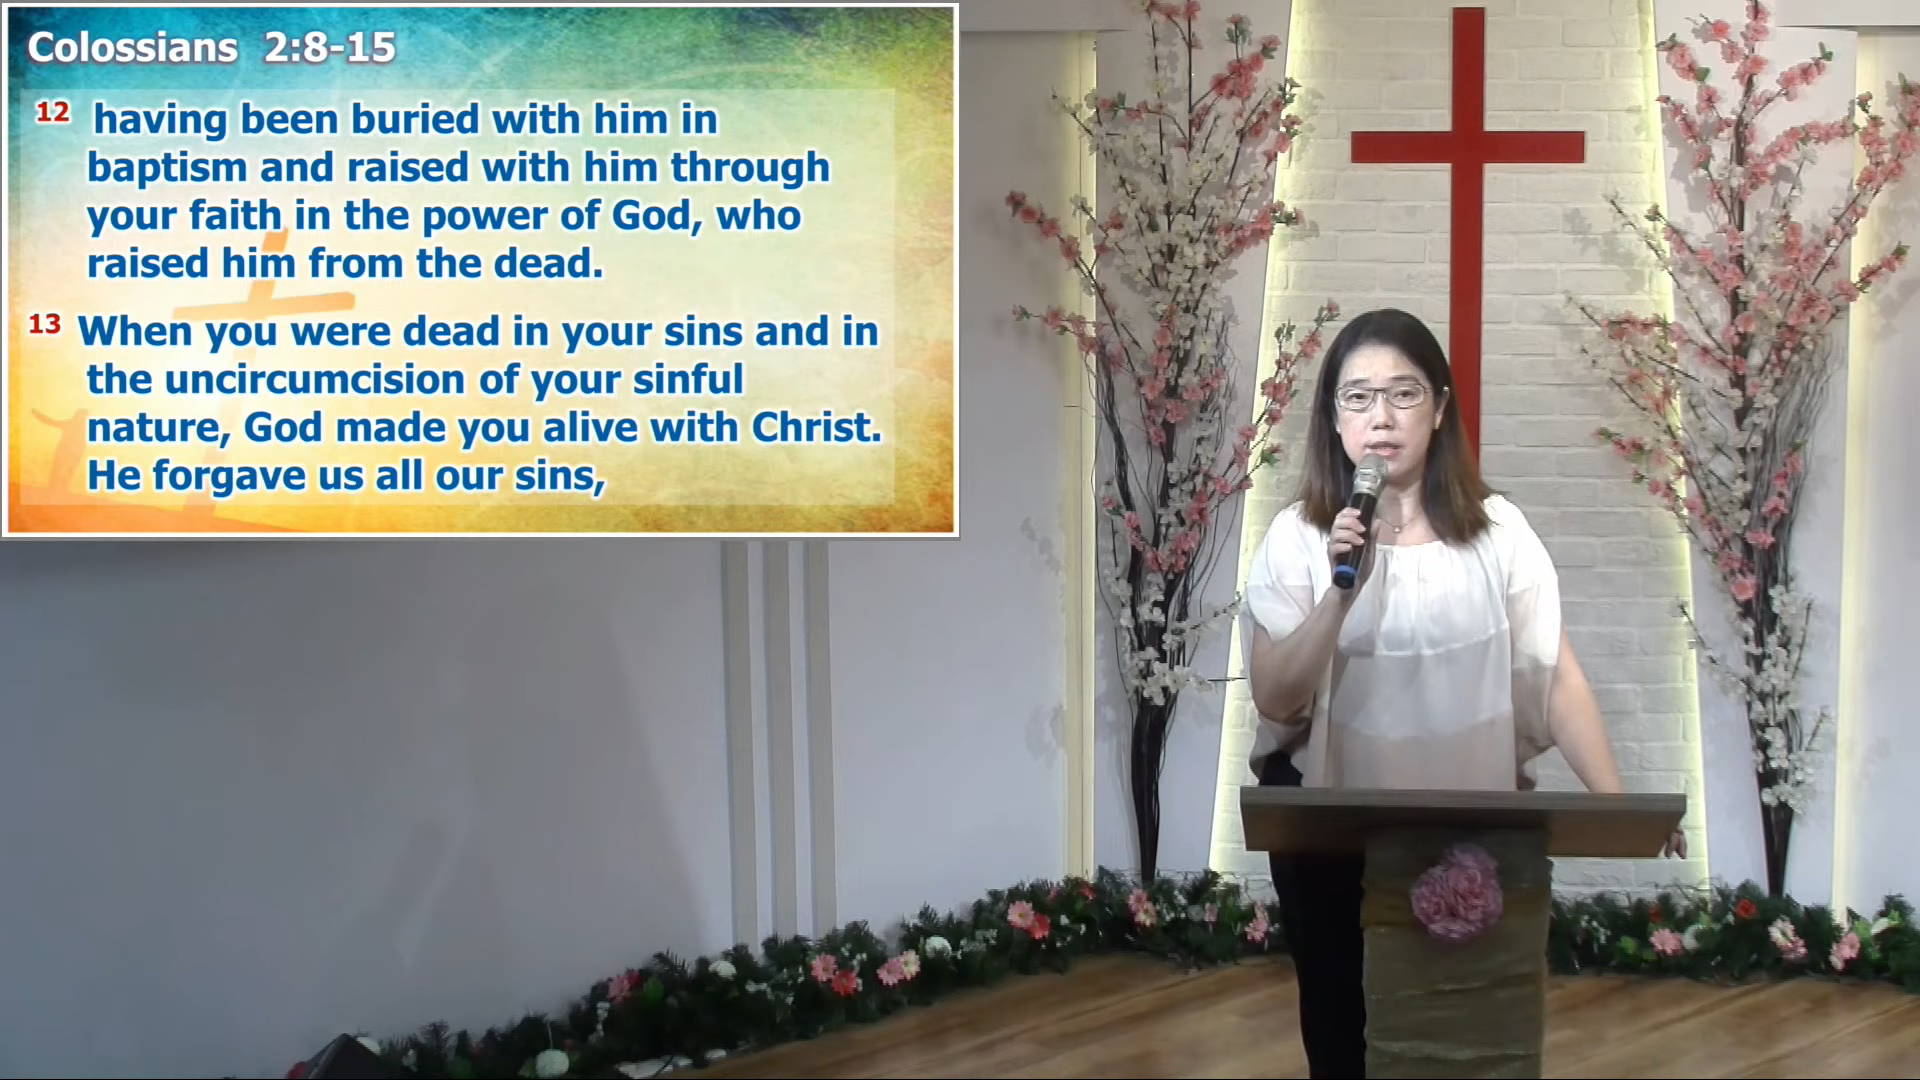 Colossians 2:8-15
12 having been buried with him in
baptism and raised with him through
your faith in the power of God, who
raised him from the dead.
13 When you were dead in your sins and in
the uncircumcision of your sinful
nature, God made you alive with Christ.
He forgave us all our sins,